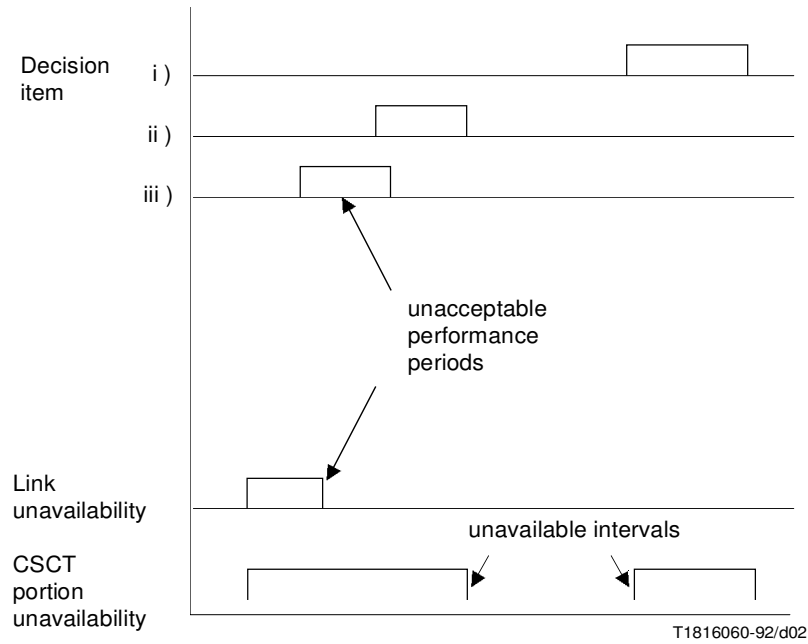 Decision
item
i )
ii )
iii )
unacceptable
performance
periods
Link
unavailability
unavailable intervals
CSCT
portion
unavailability
T1816060-92/d02